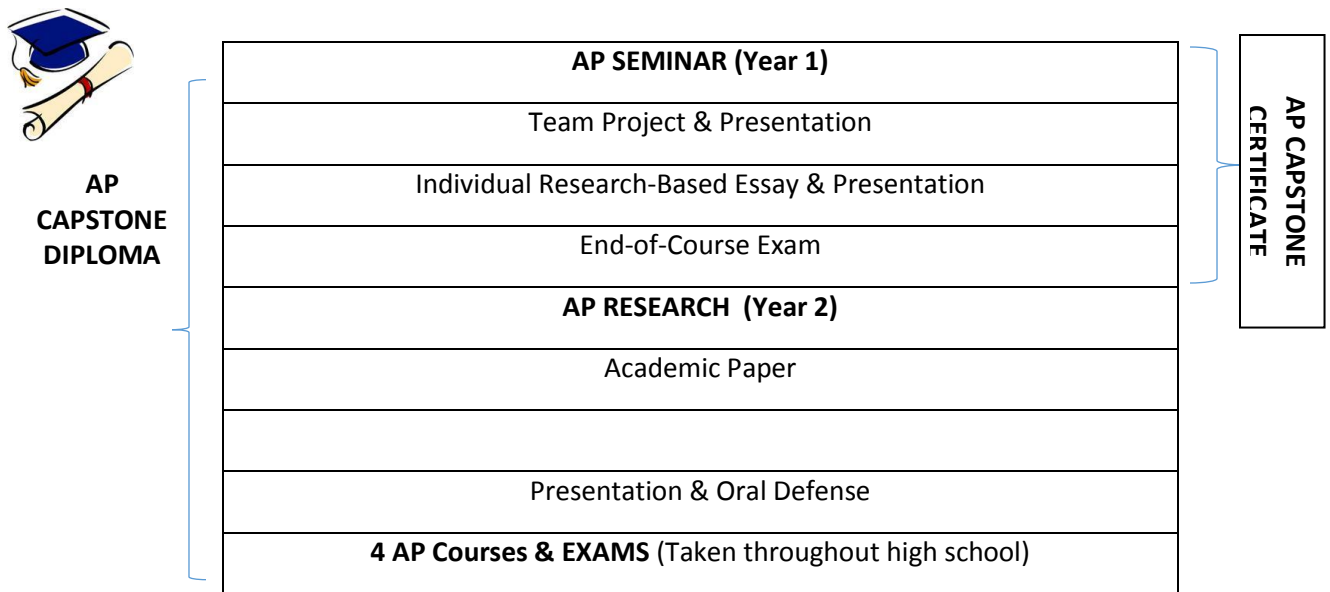 AP
CAPSTONE
DIPLOMA
AP SEMINAR (Year 1)
Team Project & Presentation
Individual Research-Based Essay & Presentation
End-of-Course Exam
AP RESEARCH (Year 2)
Academic Paper
Presentation & Oral Defense
4 AP Courses & EXAMS (Taken throughout high school)
AP CAPSTONE
CERTIFICATE